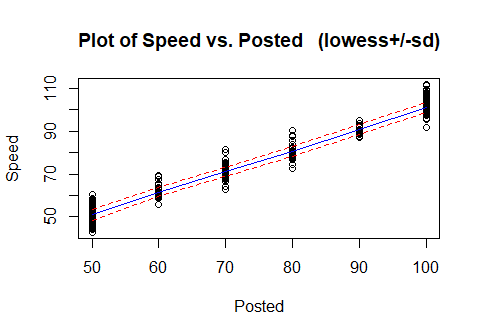 Plot of Speed vs. Posted (lowess+/-sd)
110
90
70
50
Speed
50 60 70 80 90 100
Posted